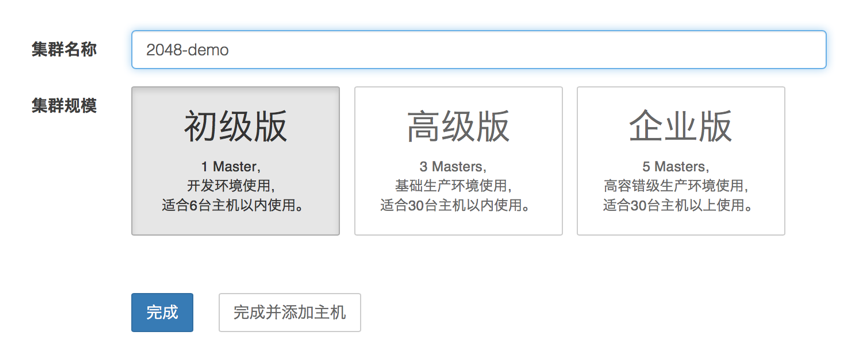 集群名称
2048-demo
集群规模
初级版
1 Master,
开发环境使用,
适合6台主机以内使用。
高级版
3 Masters,
基础生产环境使用,
适合30台主机以内使用。
企业版
5 Masters,
高容错级生产环境使用,
适合30台主机以上使用。
完成
完成并添加主机